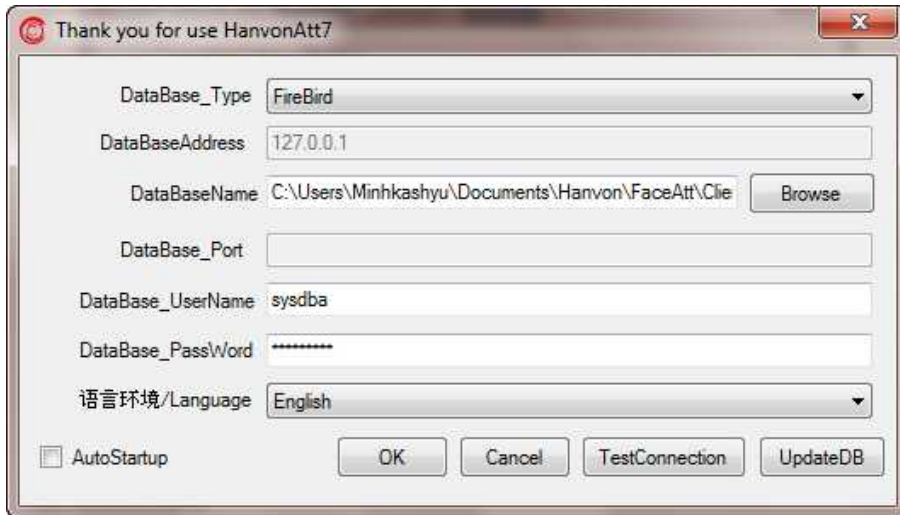 Thank you for use HanvonAtt7
DataBase_Type FireBird
DataBaseAddress 127.0.0.1
DataBaseName C:\Users\Minhkashyu\Documents\Hanvon\FaceAtt\Clie Browse
DataBase_Port
DataBase_UserName sysdba
DataBase_PassWord *********
语言环境/Language English
AutoStartup OK Cancel TestConnection UpdateDB